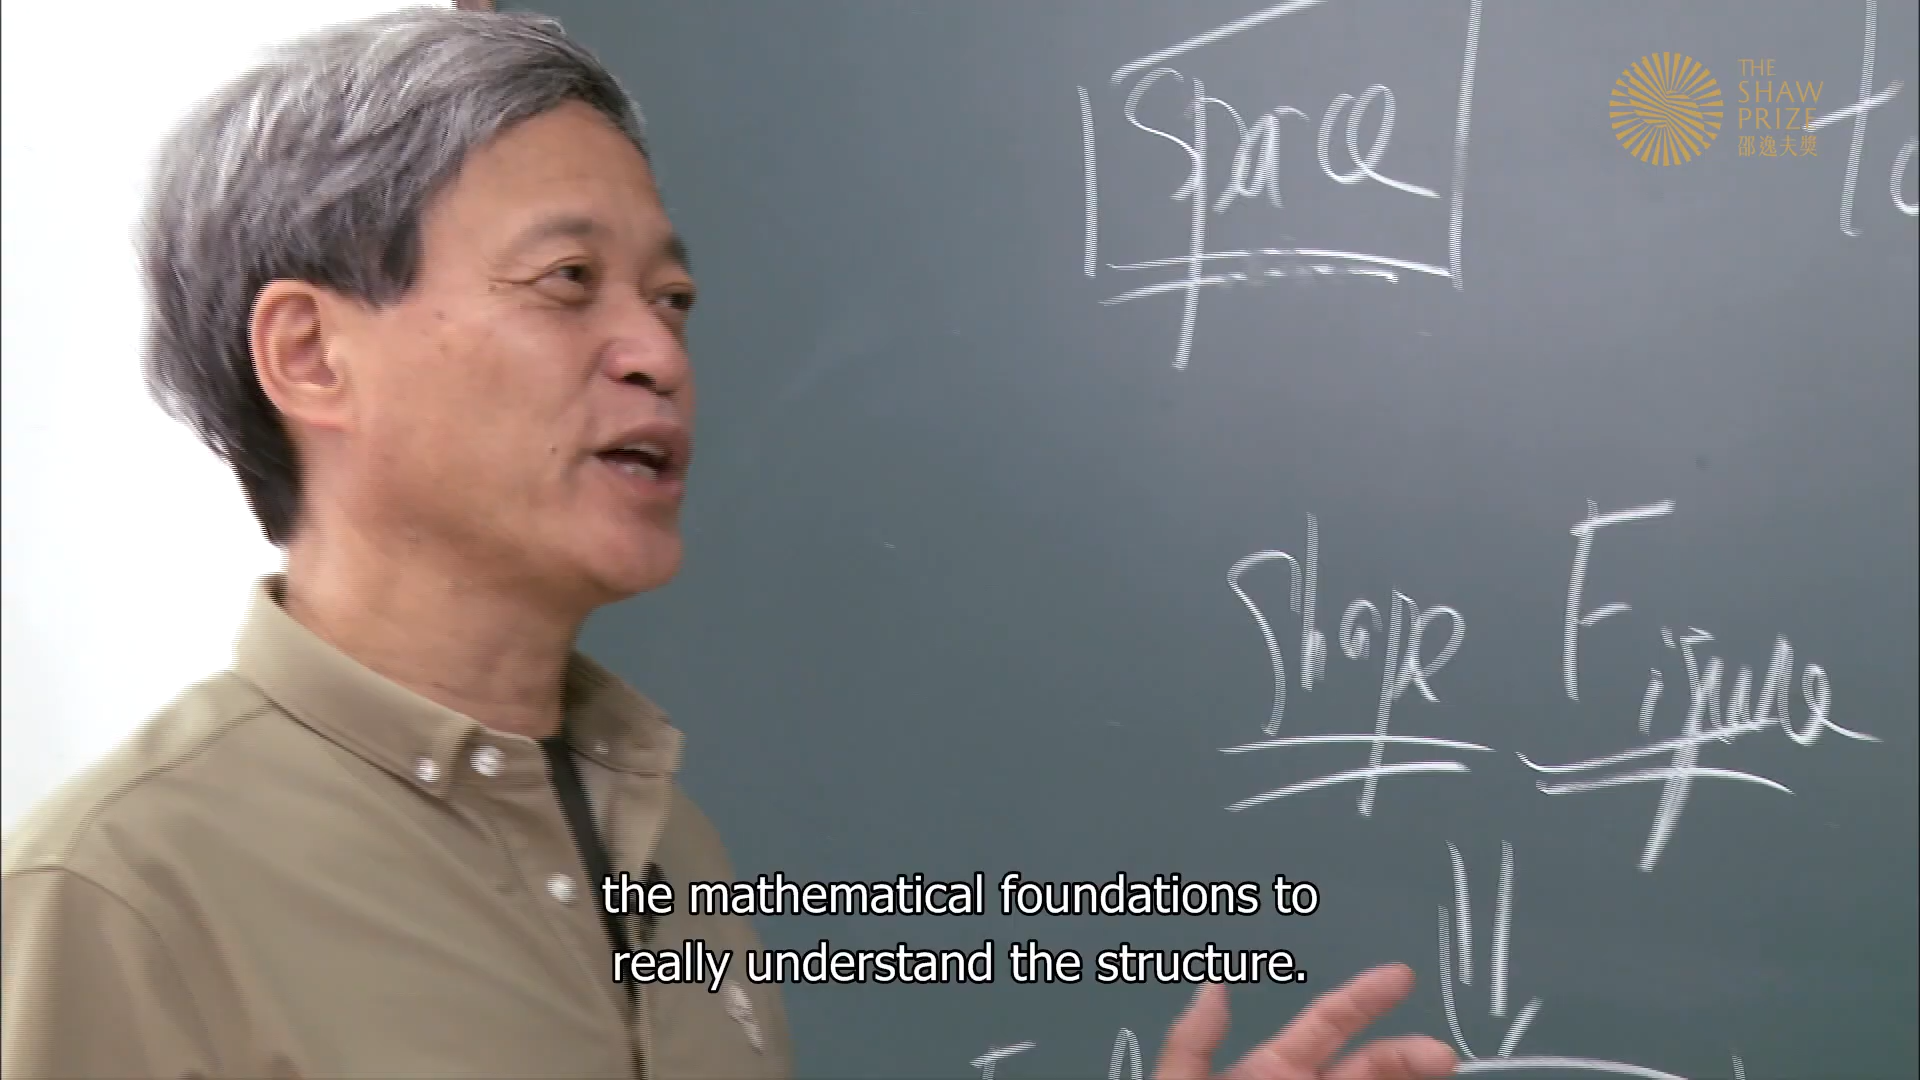 Space
THE
SHAW
PRIZE
邵逸夫獎
Shape Figure
the mathematical foundations to
really understand the structure.